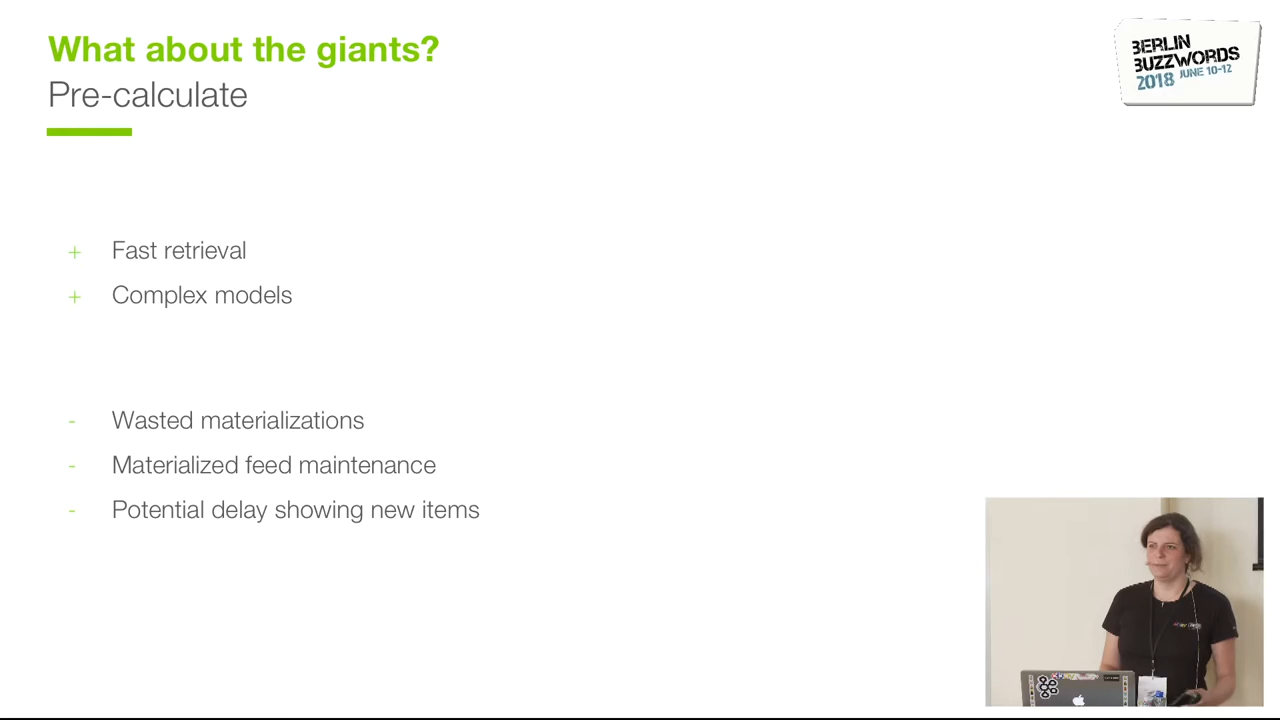 What about the giants?
Pre-calculate
BERLIN
BUZZWORDS
2018 JUNE 10-12
+ Fast retrieval
+ Complex models
- Wasted materializations
- Materialized feed maintenance
- Potential delay showing new items